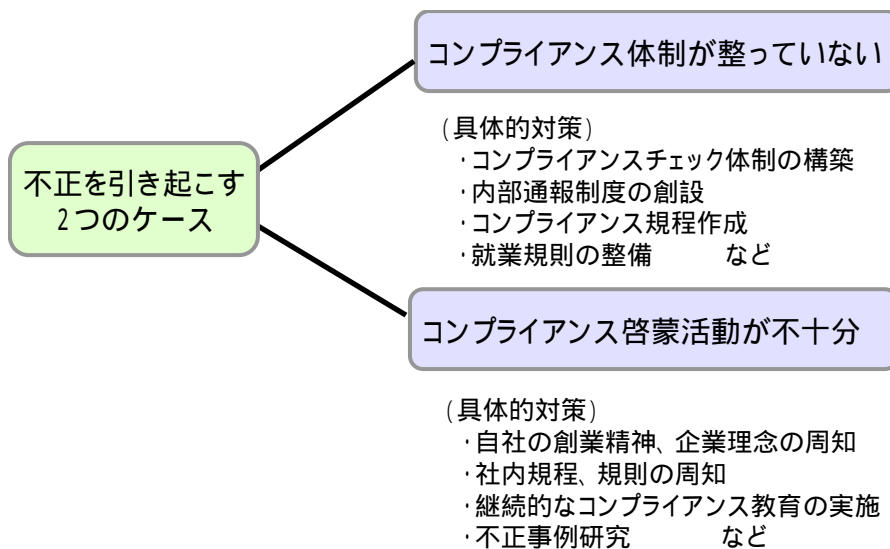 コンプライアンス体制が整っていない
(具体的対策)
・コンプライアンスチェック体制の構築
・内部通報制度の創設
・コンプライアンス規程作成
・就業規則の整備　　　など
不正を引き起こす
2つのケース
コンプライアンス啓蒙活動が不十分
(具体的対策)
・自社の創業精神、企業理念の周知
・社内規程、規則の周知
・継続的なコンプライアンス教育の実施
・不正事例研究　　　　など